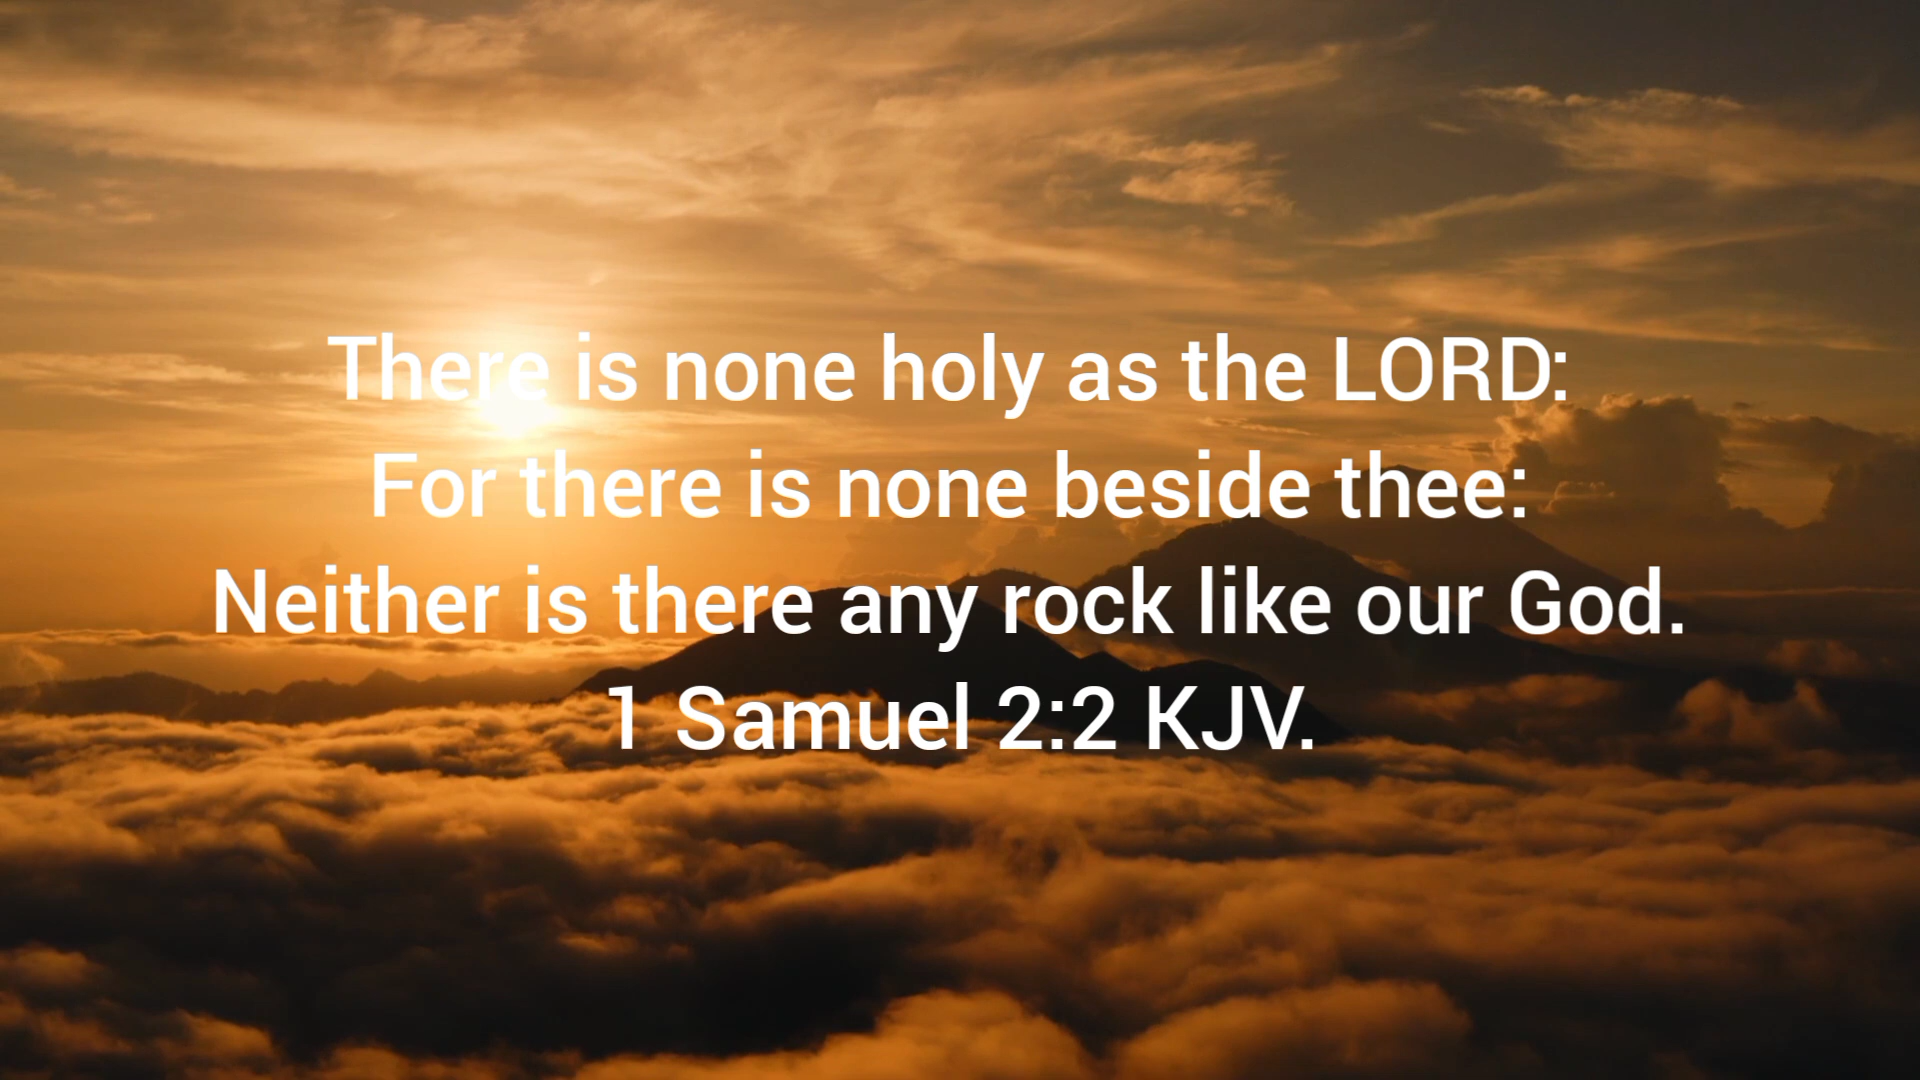 There is none holy as the LORD:
For there is none beside thee:
Neither is there any rock like our God.
1 Samuel 2:2 KJV.